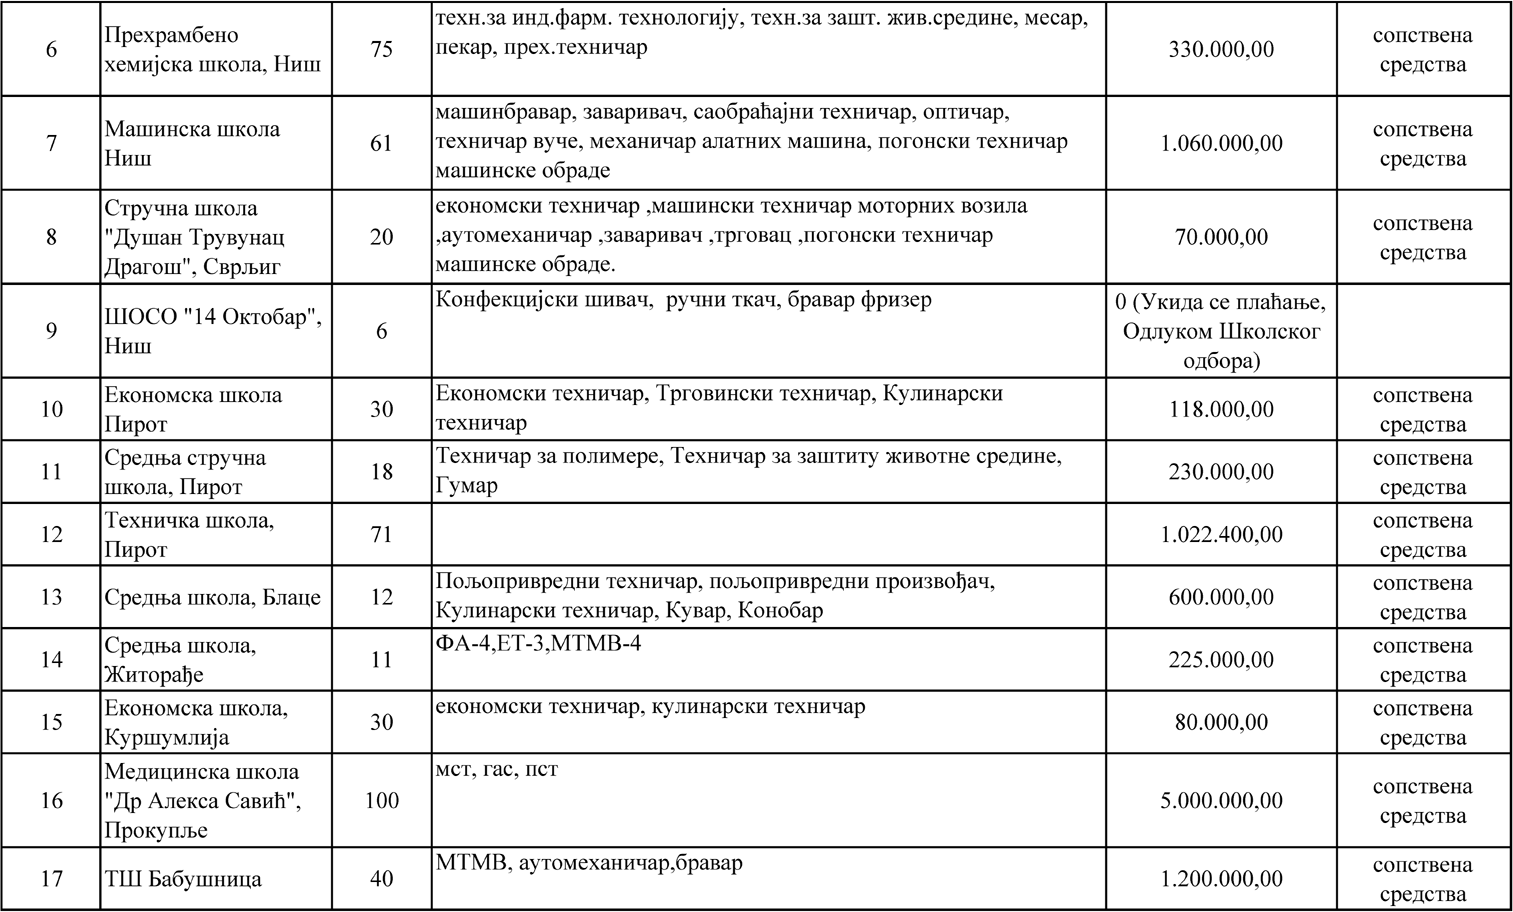 6
Прехрамбено
хемијска школа, Ниш
75
техн.за инд.фарм. технологију, техн.за зашт. жив.средине, месар,
пекар, прех.техничар
330.000,00
сопствена
средства
7
Машинска школа
Ниш
61
машинбравар, заваривач, саобраћајни техничар, оптичар,
техничар вуче, механичар алатних машина, погонски техничар
машинске обраде
1.060.000,00
сопствена
средства
8
Стручна школа
"Душан Трувунац
Драгош", Сврљиг
20
економски техничар ,машински техничар моторних возила
,аутомеханичар ,заваривач ,трговац ,погонски техничар
машинске обраде.
70.000,00
сопствена
средства
9
ШОСО "14 Октобар",
Ниш
6
Конфекцијски шивач,  ручни ткач, бравар фризер
0 (Укида се плаћање,
Одлуком Школског
одбора)
10
Економска школа
Пирот
30
Економски техничар, Трговински техничар, Кулинарски
техничар
118.000,00
сопствена
средства
11
Средња стручна
школа, Пирот
18
Техничар за полимере, Техничар за заштиту животне средине,
Гумар
230.000,00
сопствена
средства
12
Техничка школа,
Пирот
71
1.022.400,00
сопствена
средства
13
Средња школа, Блаце
12
Пољопривредни техничар, пољопривредни произвођач,
Кулинарски техничар, Кувар, Конобар
600.000,00
сопствена
средства
14
Средња школа,
Житорађе
11
ФА-4,ЕТ-3,МТМВ-4
225.000,00
сопствена
средства
15
Економска школа,
Куршумлија
30
економски техничар, кулинарски техничар
80.000,00
сопствена
средства
16
Медицинска школа
"Др Алекса Савић",
Прокупље
100
мст, гас, пст
5.000.000,00
сопствена
средства
17
ТШ Бабушница
40
МТМВ, аутомеханичар,бравар
1.200.000,00
сопствена
средства